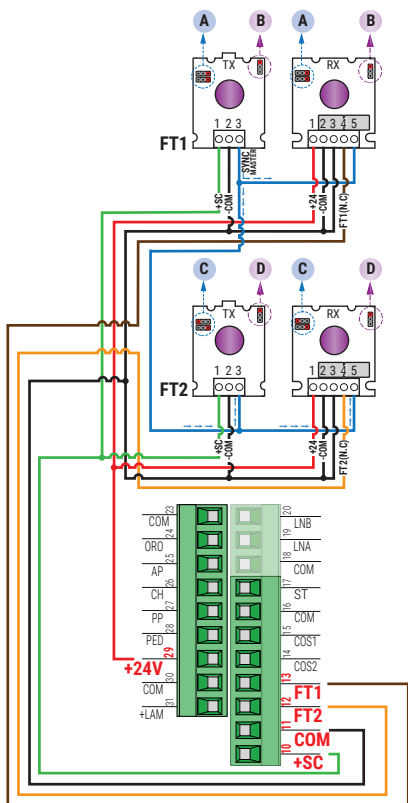 A B A B
TX RX
1 2 3 1 2 3 4 5 1
FT1
+SC
-COM
SYNC
MASTER
+24
-COM
FT1(N.C)
C D C D
TX RX
1 2 3 1 2 3 4 5
FT2
+SC
-COM
+24
-COM
FT2(N.C)
23 COM
24 ORO
25 AP
26 CH
27 PP
28 PED
29 +24V
30 COM
31 +LAM
20 LNB
19 LNA
18 COM
17 ST
16 COM
15 COS1
14 COS2
13 FT1
12 FT2
11 COM
10 +SC